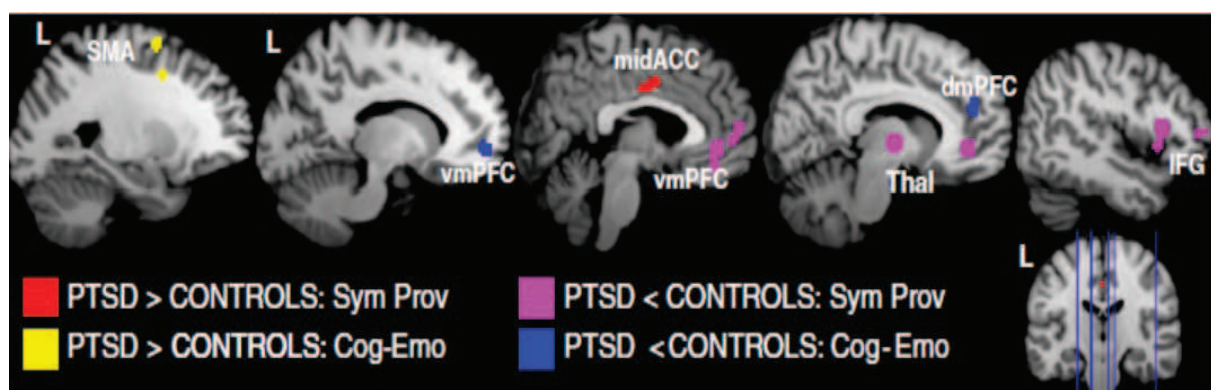 L
SMA
L
vmPFC
midACC
vmPFC
dmPFC
Thal
IFG
L
PTSD > CONTROLS: Sym Prov
PTSD < CONTROLS: Sym Prov
PTSD > CONTROLS: Cog-Emo
PTSD < CONTROLS: Cog-Emo